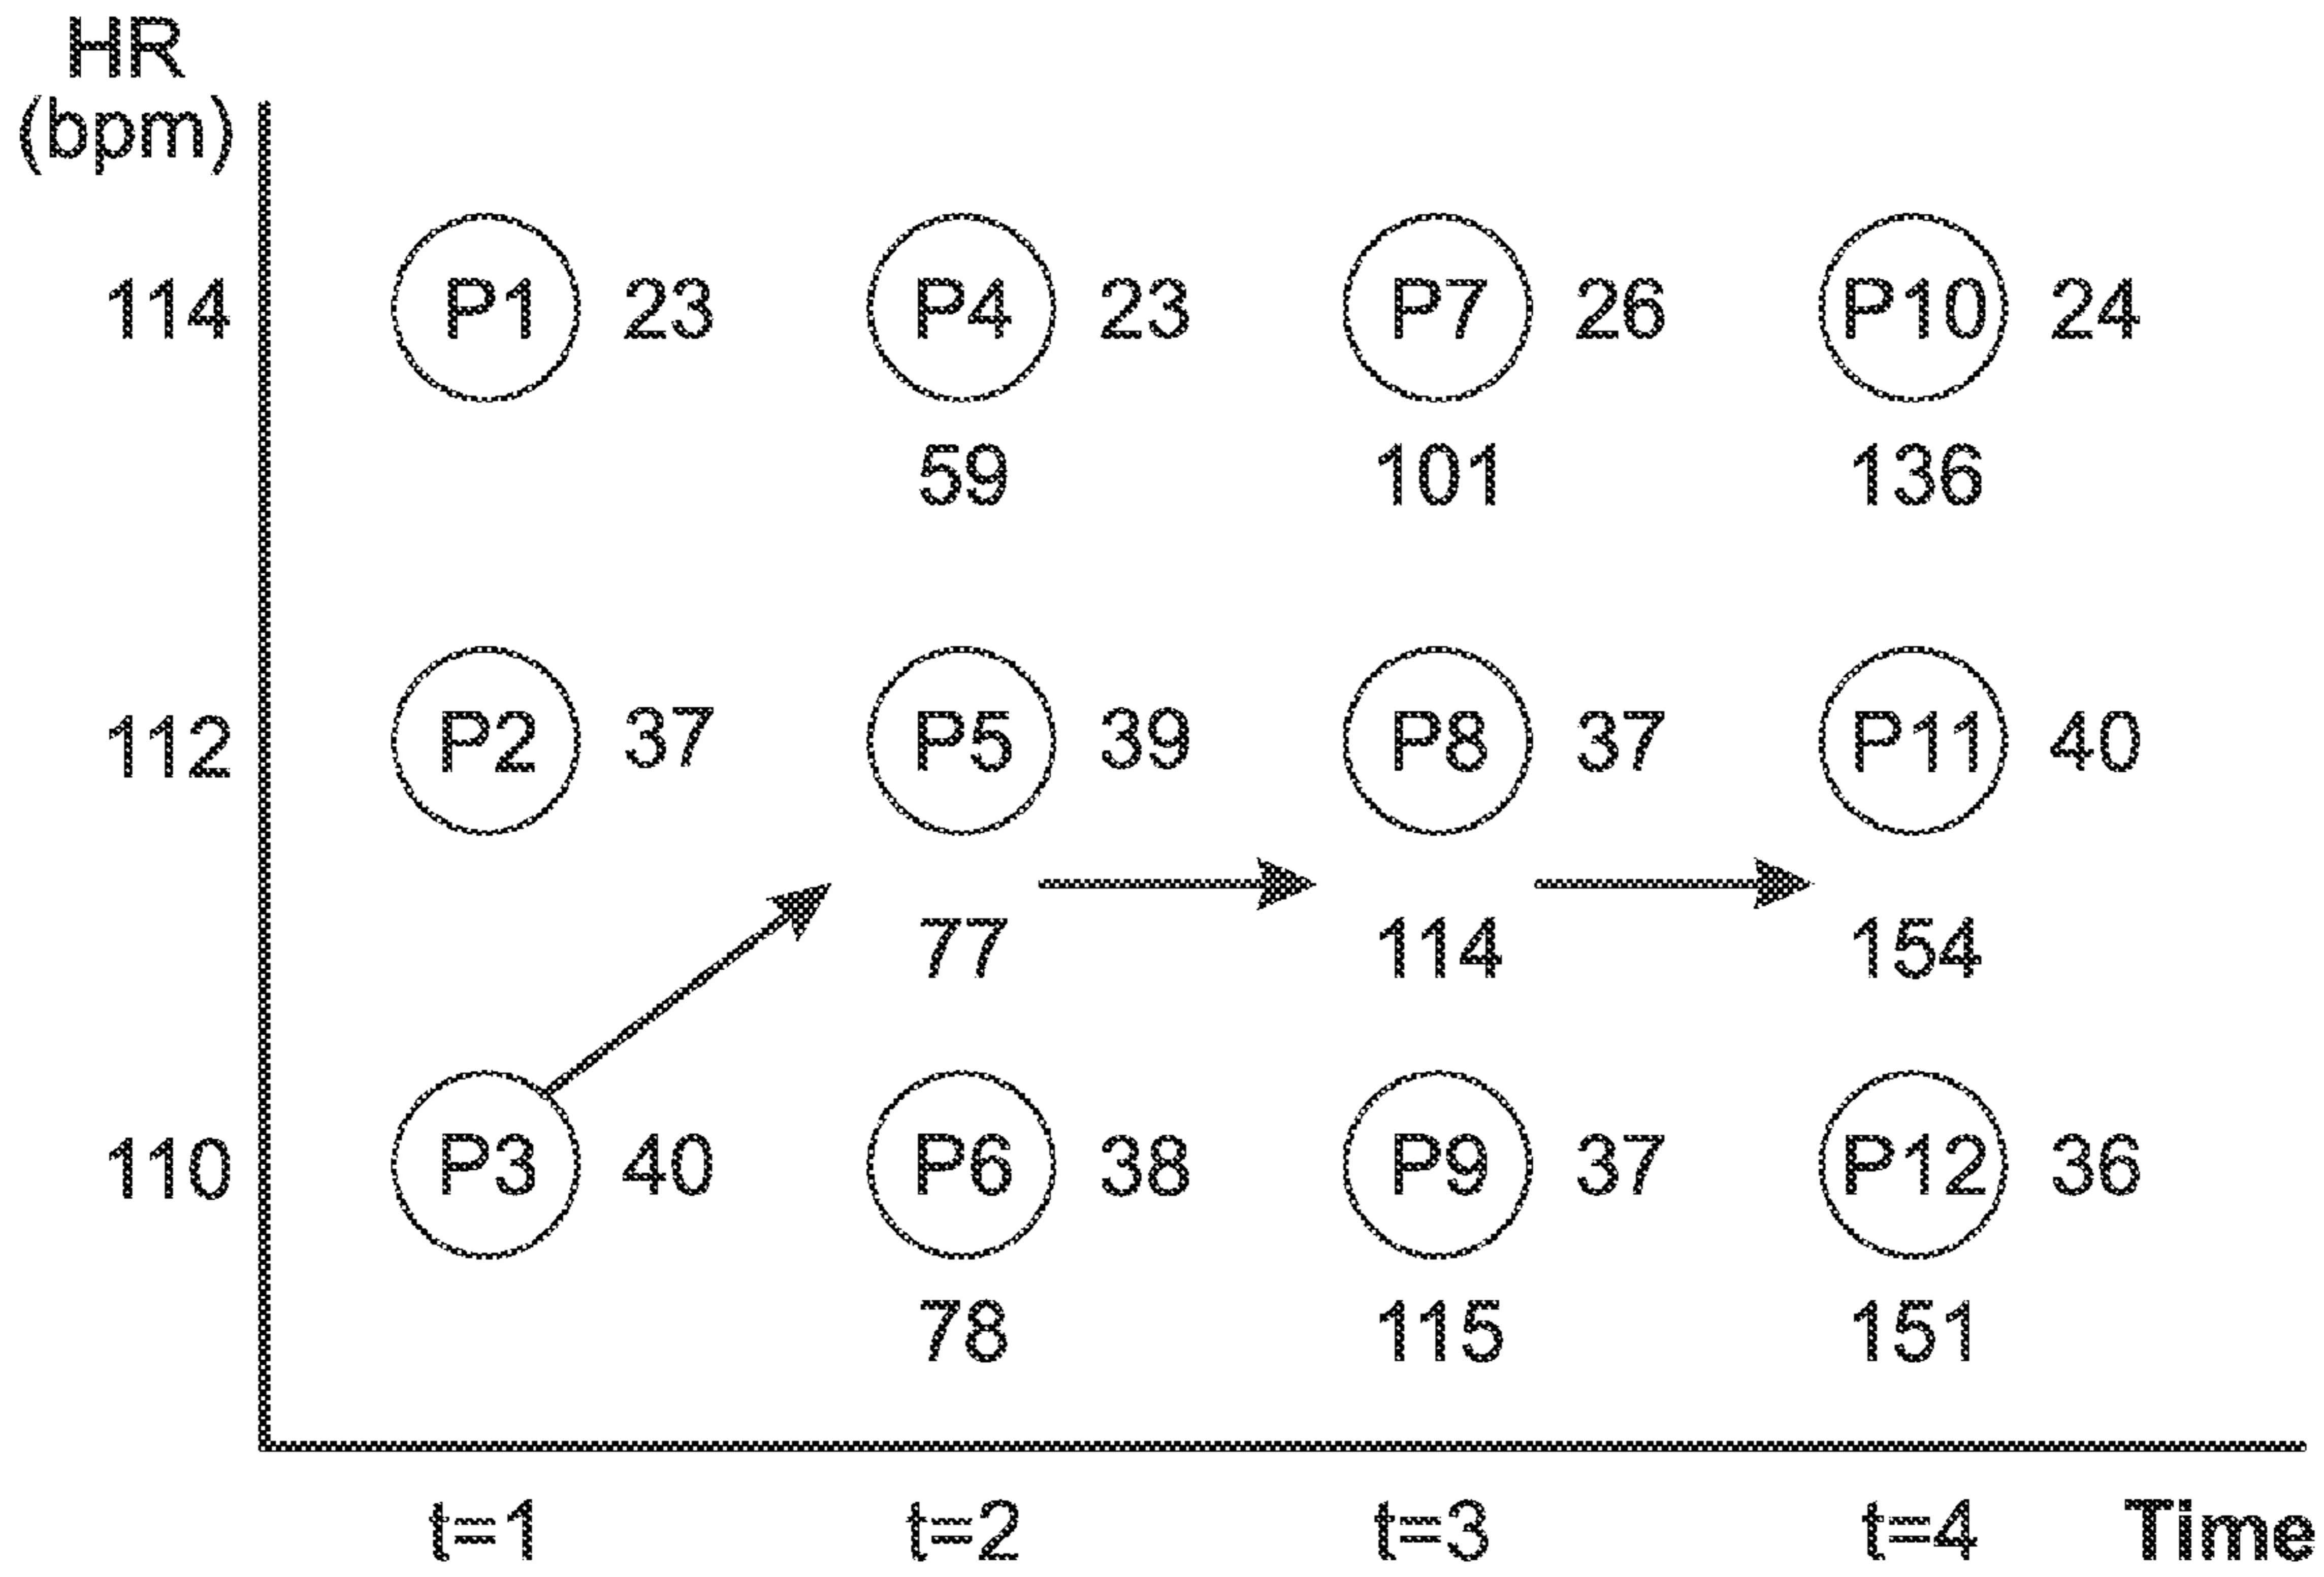 HR
(bpm)
114 P1 23 P4 23 P7 26 P10 24
59 101 136
112 P2 37 P5 39 P8 37 P11 40
77 114 154
110 P3 40 P6 38 P9 37 P12 36
78 115 151
t=1 t=2 t=3 t=4 Time